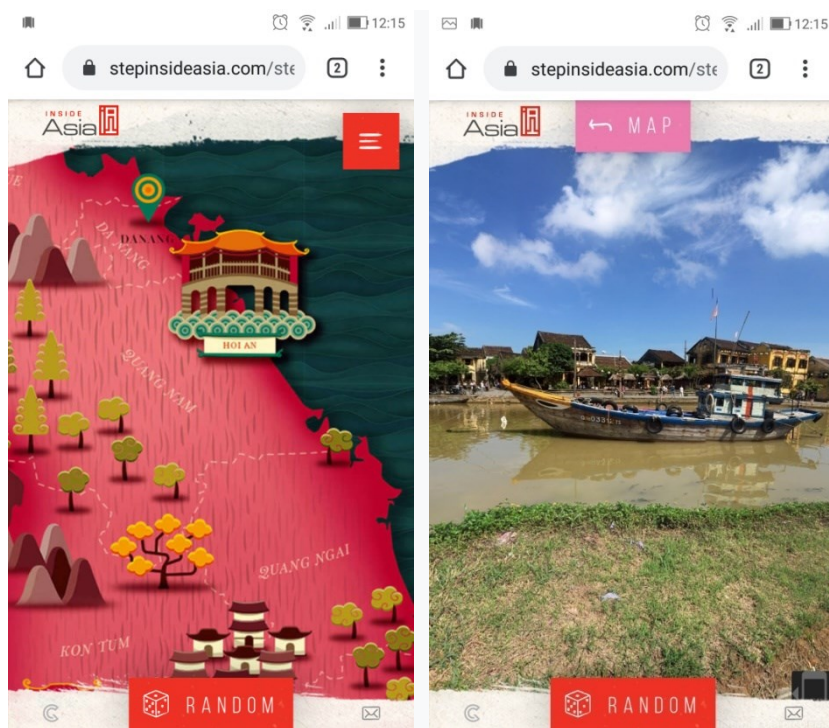 12:15
stepinsideasia.com/ste
2
INSIDE
Asia
UE
DANANG
DA NANG
HOI AN
QUANG NAM
QUANG NGAI
KON TUM
RANDOM
12:15
stepinsideasia.com/ste
2
INSIDE
Asia
MAP
RANDOM